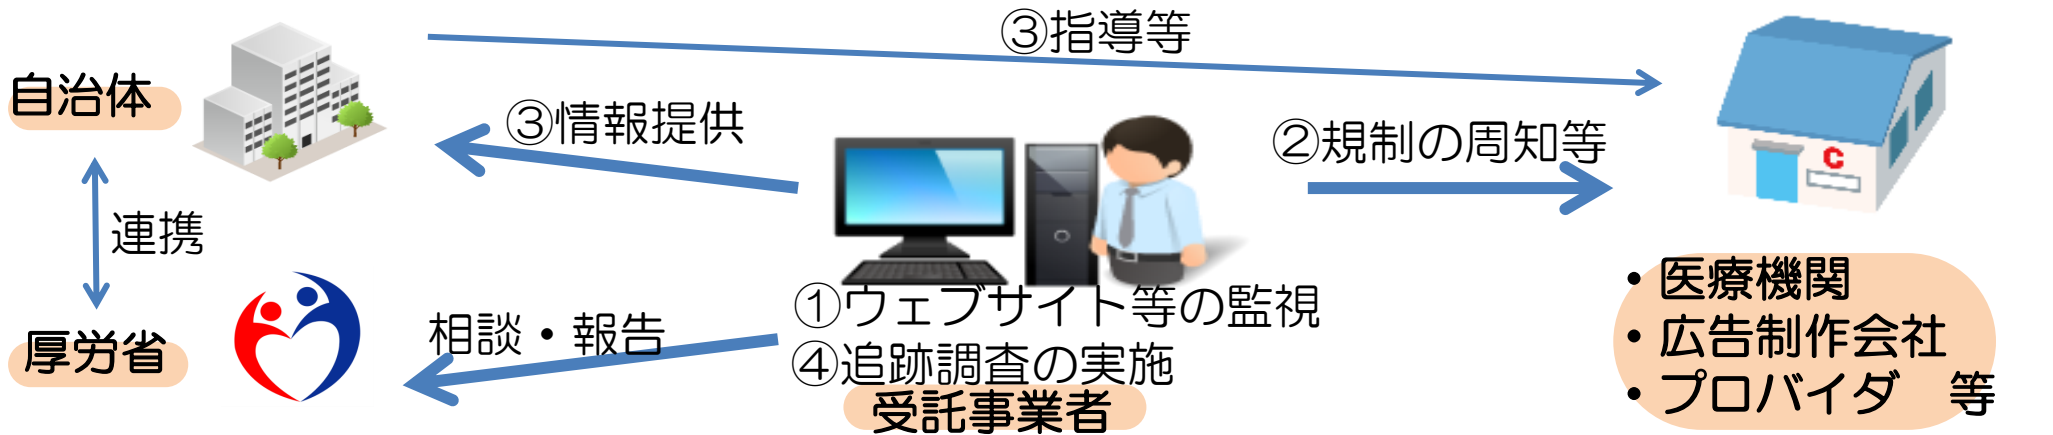 ③指導等
自治体
③情報提供
②規制の周知等
C
連携
・医療機関
①ウェブサイト等の監視
・広告制作会社
相談・報告
厚労省
④追跡調査の実施
・プロバイダ　等
受託事業者